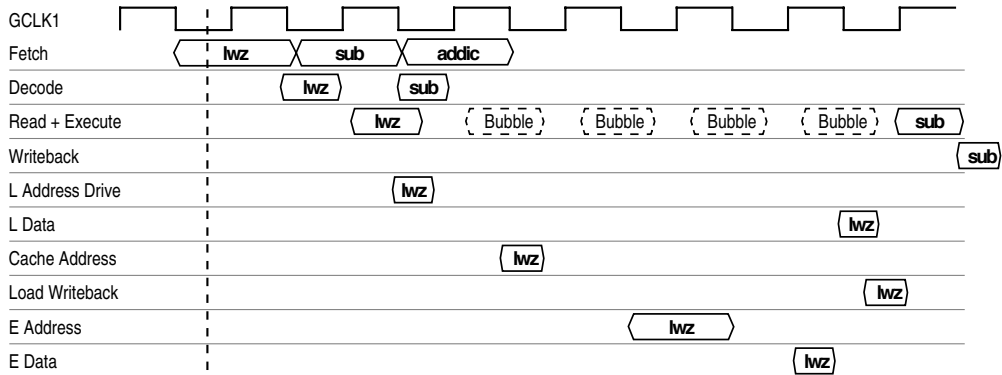 GCLK1
Fetch lwz sub addic
Decode lwz sub
Read + Execute lwz Bubble Bubble Bubble Bubble sub
Writeback sub
L Address Drive lwz
L Data lwz
Cache Address lwz
Load Writeback lwz
E Address lwz
E Data lwz